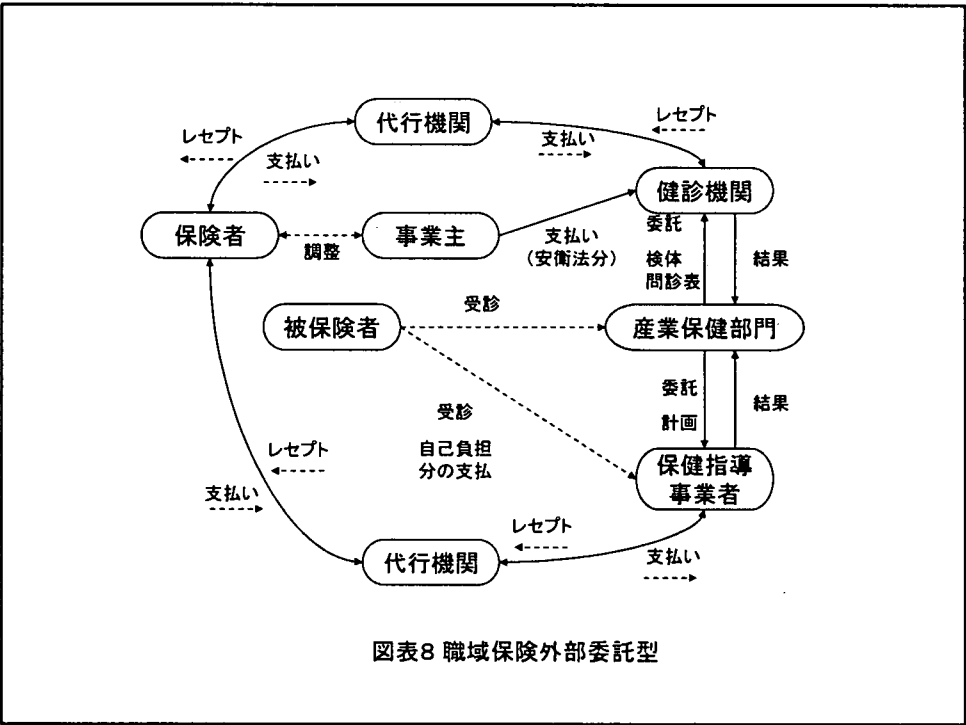 代行機関
レセプト
支払い
レセプト
支払い
健診機関
保険者
調整
事業主
支払い
（安衛法分）
委託
検体
問診表
結果
被保険者
受診
産業保健部門
受診
自己負担
分の支払
委託
計画
結果
保健指導
事業者
レセプト
支払い
代行機関
レセプト
支払い
図表8 職域保険外部委託型